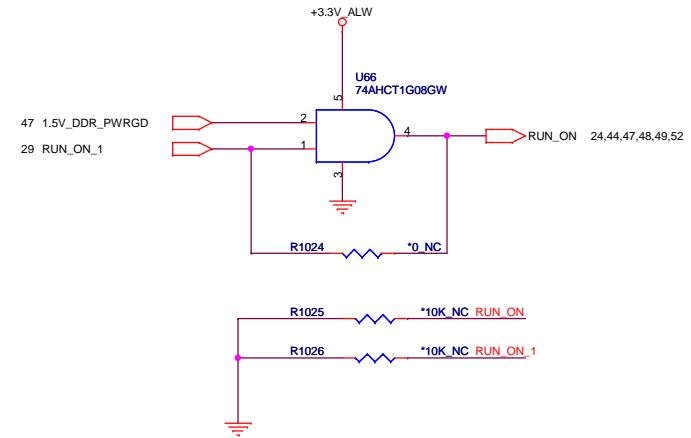 +3.3V_ALW
U66
74AHCT1G08GW
5
47 1.5V_DDR_PWRGD
2
4
RUN_ON 24,44,47,48,49,52
29 RUN_ON_1
1
3
R1024 *0_NC
R1025 *10K_NC RUN_ON
R1026 *10K_NC RUN_ON_1